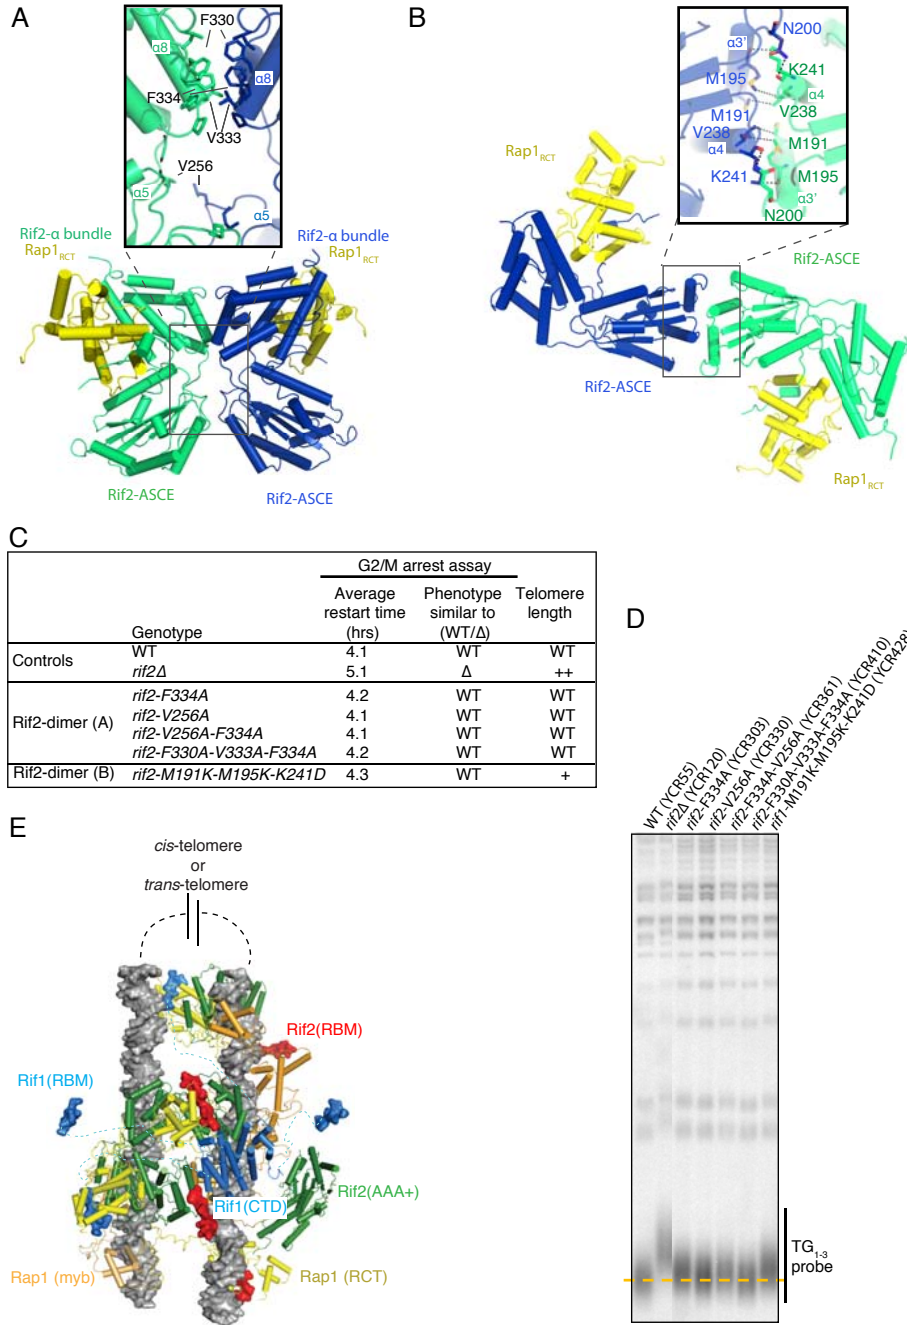 A
F330
α8
α8
F334
V333
V256
α5
α5
Rif2-α bundle
Rif2-α bundle
Rap1RCT
Rap1RCT
Rif2-ASCE
Rif2-ASCE
B
N200
α3'
K241
M195
α4
V238
M191
V238
M191
α4
K241
M195
α3'
N200
Rap1RCT
Rif2-ASCE
Rif2-ASCE
Rap1RCT
C
G2/M arrest assay
Average Phenotype Telomere
restart time similar to length
Genotype (hrs) (WT/Δ)
Controls WT 4.1 WT WT
rif2Δ 5.1 Δ ++
Rif2-dimer (A) rif2-F334A 4.2 WT WT
rif2-V256A 4.1 WT WT
rif2-V256A-F334A 4.1 WT WT
rif2-F330A-V333A-F334A 4.2 WT WT
Rif2-dimer (B) rif2-M191K-M195K-K241D 4.3 WT +
D
WT (YCR55)
rif2Δ (YCR120)
rif2-F334A (YCR303)
rif2-V256A (YCR330)
rif2-F334A-V256A (YCR361)
rif2-F330A-V333A-F334A (YCR410)
rif1-M191K-M195K-K241D (YCR428)
TG1-3
probe
E
cis-telomere
or
trans-telomere
Rif2(RBM)
Rif1(RBM)
Rif2(AAA+)
Rif1(CTD)
Rap1 (myb)
Rap1 (RCT)